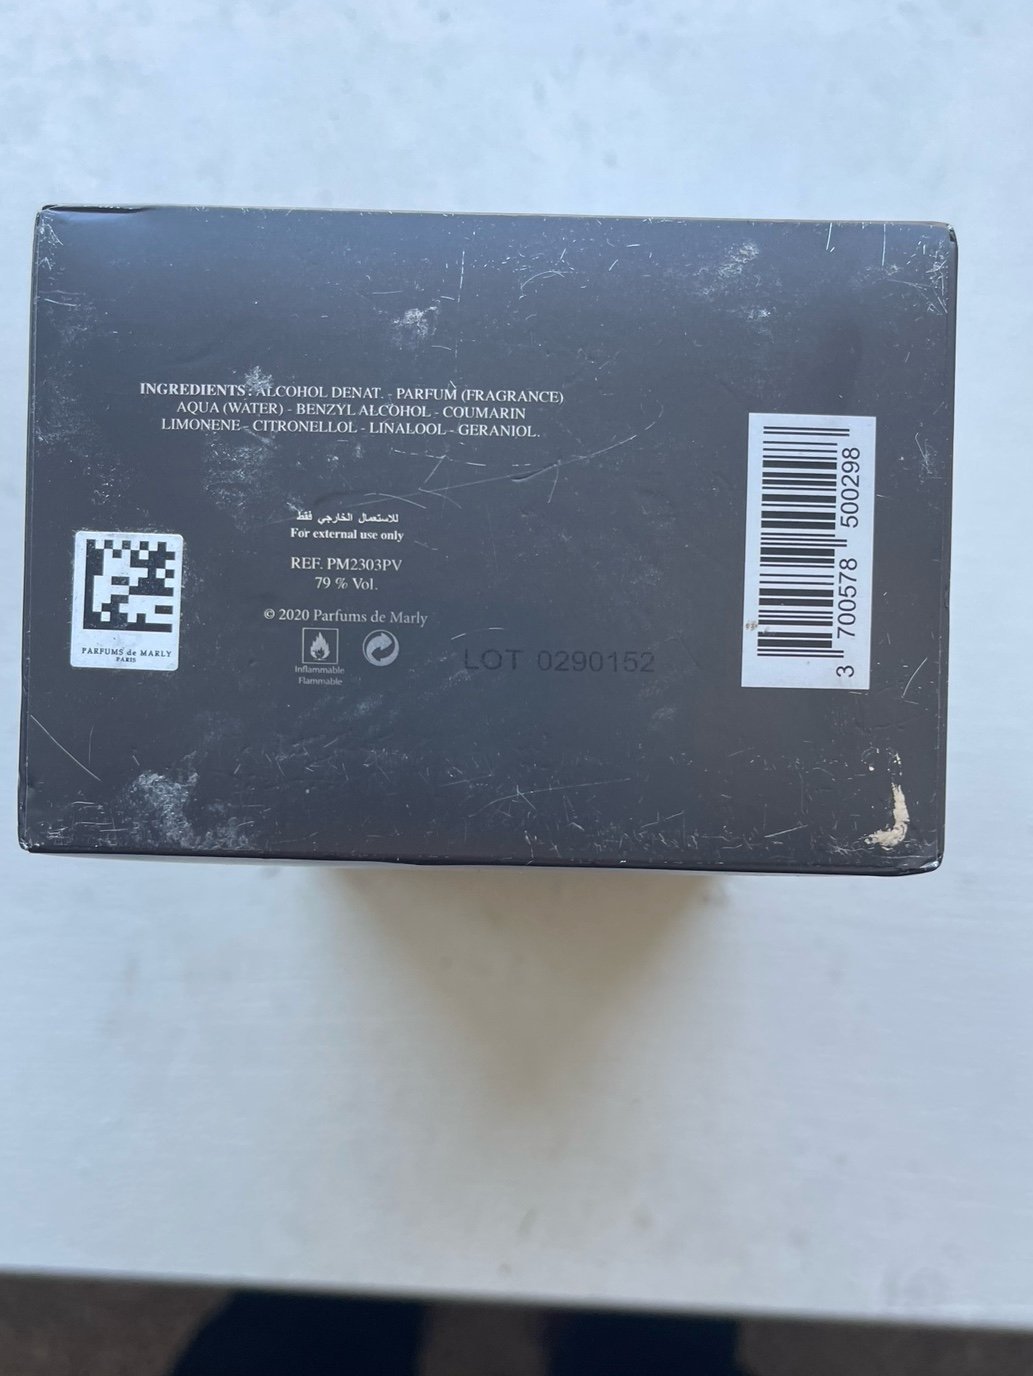 INGREDIENTS: ALCOHOL DENAT. - PARFUM (FRAGRANCE)
AQUA (WATER) - BENZYL ALCOHOL - COUMARIN
LIMONENE - CITRONELLOL - LINALOOL - GERANIOL.
للاستعمال الخارجي فقط
For external use only
REF. PM2303PV
79 % Vol.
© 2020 Parfums de Marly
Inflammable
Flammable
LOT 0290152
PARFUMS de MARLY
PARIS
3 700578 500298